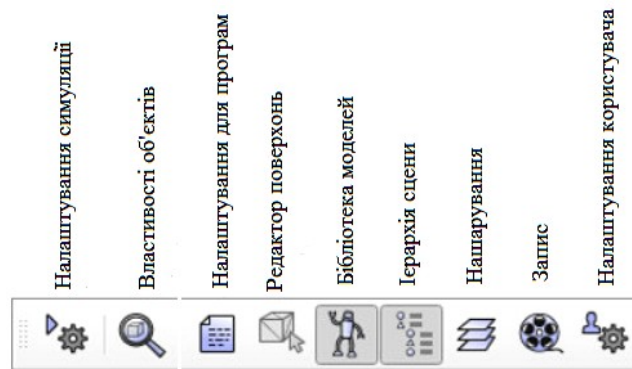 Налаштування симуляції
Властивості об'єктів
Налаштування для програм
Редактор поверхонь
Бібліотека моделей
Ієрархія сцени
Нашарування
Запис
Налаштування користувача